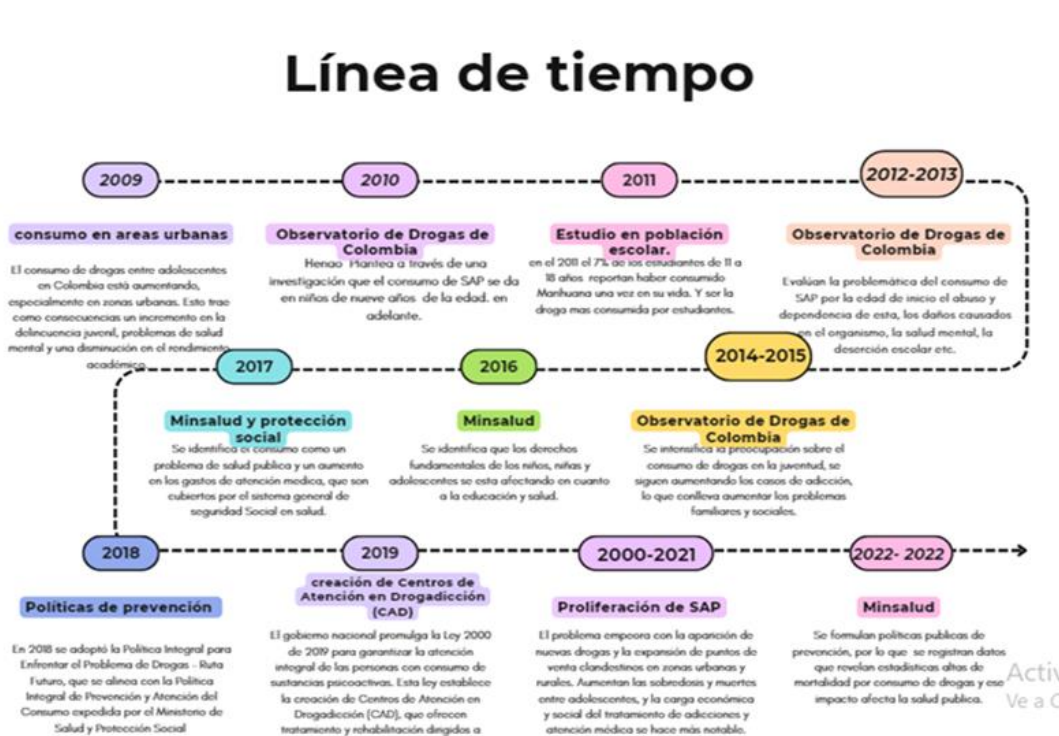 Línea de tiempo
2009
consumo en areas urbanas
El consumo de drogas entre adolescentes
en Colombia está aumentando,
especialmente en zonas urbanas. Esto trae
como consecuencias un incremento en la
delincuencia juvenil, problemas de salud
mental y una disminución en el rendimiento
académico.
2010
Observatorio de Drogas de
Colombia
Henao Plantea a través de una
investigación que el consumo de SAP se da
en niños de nueve años de la edad. en
adelante.
2011
Estudio en población
escolar.
en el 2011 el 7% de los estudiantes de 11 a
18 años reportan haber consumido
Marihuana una vez en su vida. Y ser la
droga mas consumida por estudiantes.
2012-2013
Observatorio de Drogas de
Colombia
Evalúan la problemática del consumo de
SAP por la edad de inicio el abuso y
dependencia de esta, los daños causados
en el organismo, la salud mental, la
deserción escolar etc.
2014-2015
Observatorio de Drogas de
Colombia
Se intensifica la preocupación sobre el
consumo de drogas en la juventud, se
siguen aumentando los casos de adicción,
lo que conlleva aumentar los problemas
familiares y sociales.
2016
Minsalud
Se identifica que los derechos
fundamentales de los niños, niñas y
adolescentes se esta afectando en cuanto
a la educación y salud.
2017
Minsalud y protección
social
Se identifica el consumo como un
problema de salud publica y un aumento
en los gastos de atención medica, que son
cubiertos por el sistema general de
seguridad Social en salud.
2018
Políticas de prevención
En 2018 se adoptó la Política Integral para
Enfrentar el Problema de Drogas - Ruta
Futuro, que se alinea con la Política
Integral de Prevención y Atención del
Consumo expedida por el Ministerio de
Salud y Protección Social
2019
creación de Centros de
Atención en Drogadicción
(CAD)
El gobierno nacional promulga la Ley 2000
de 2019 para garantizar la atención
integral de las personas con consumo de
sustancias psicoactivas. Esta ley establece
la creación de Centros de Atención en
Drogadicción (CAD), que ofrecen
tratamiento y rehabilitación dirigidos a
2000-2021
Proliferación de SAP
El problema empeora con la aparición de
nuevas drogas y la expansión de puntos de
venta clandestinos en zonas urbanas y
rurales. Aumentan las sobredosis y muertes
entre adolescentes, y la carga económica
y social del tratamiento de adicciones y
atención médica se hace más notable.
2022- 2022
Minsalud
Se formulan políticas publicas de
prevención, por lo que se registran datos
que revelan estadísticas altas de
mortalidad por consumo de drogas y ese
impacto afecta la salud publica.
Activ
Ve a C